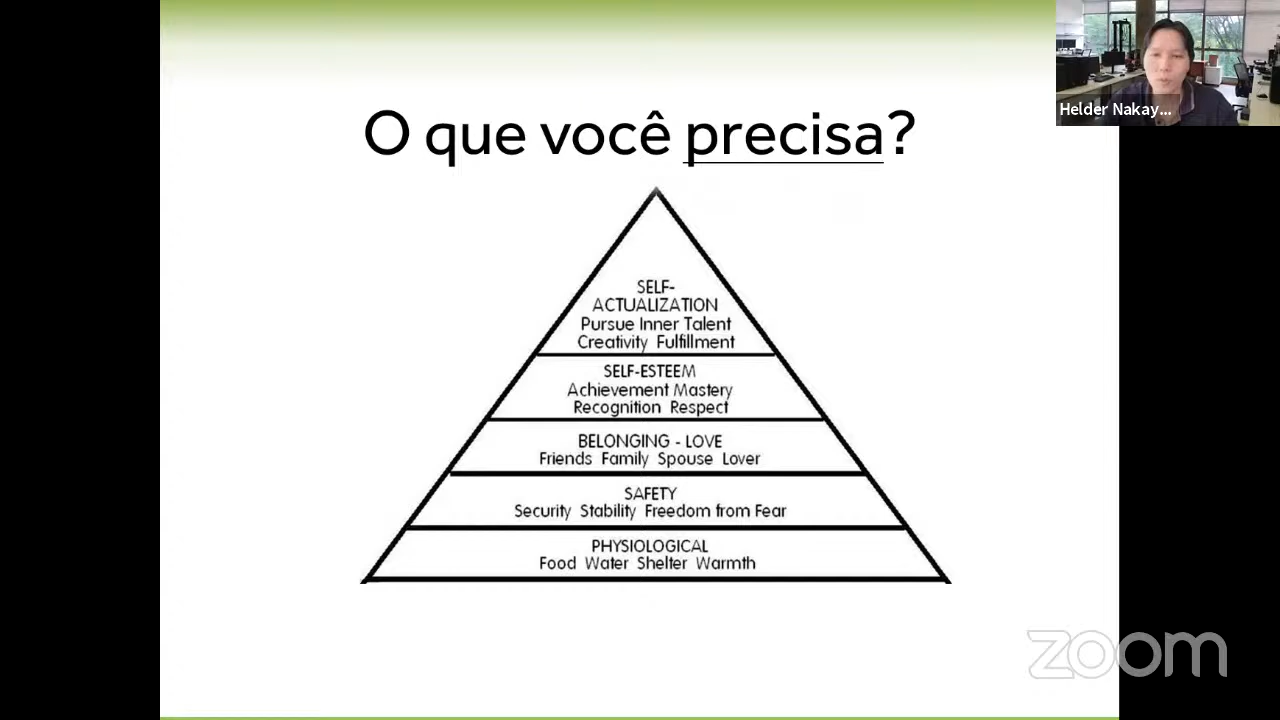 O que você precisa?
Helder Nakay...
SELF-
ACTUALIZATION
Pursue Inner Talent
Creativity Fulfillment
SELF-ESTEEM
Achievement Mastery
Recognition Respect
BELONGING - LOVE
Friends Family Spouse Lover
SAFETY
Security Stability Freedom from Fear
PHYSIOLOGICAL
Food Water Shelter Warmth
zoom